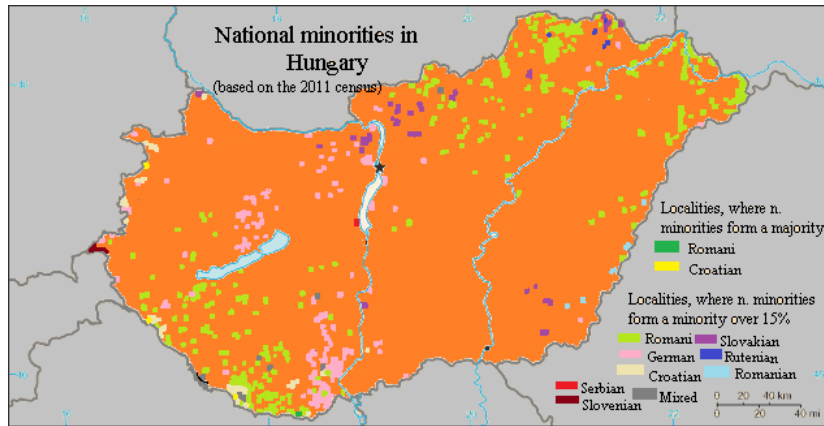 National minorities in
Hungary
(based on the 2011 census)
Localities, where n.
minorities form a majority
Romani
Croatian
Localities, where n. minorities
form a minority over 15%
Romani
Slovakian
German
Rutenian
Croatian
Romanian
Serbian
Slovenian
Mixed
0 20 40 km
0 20 40 mi